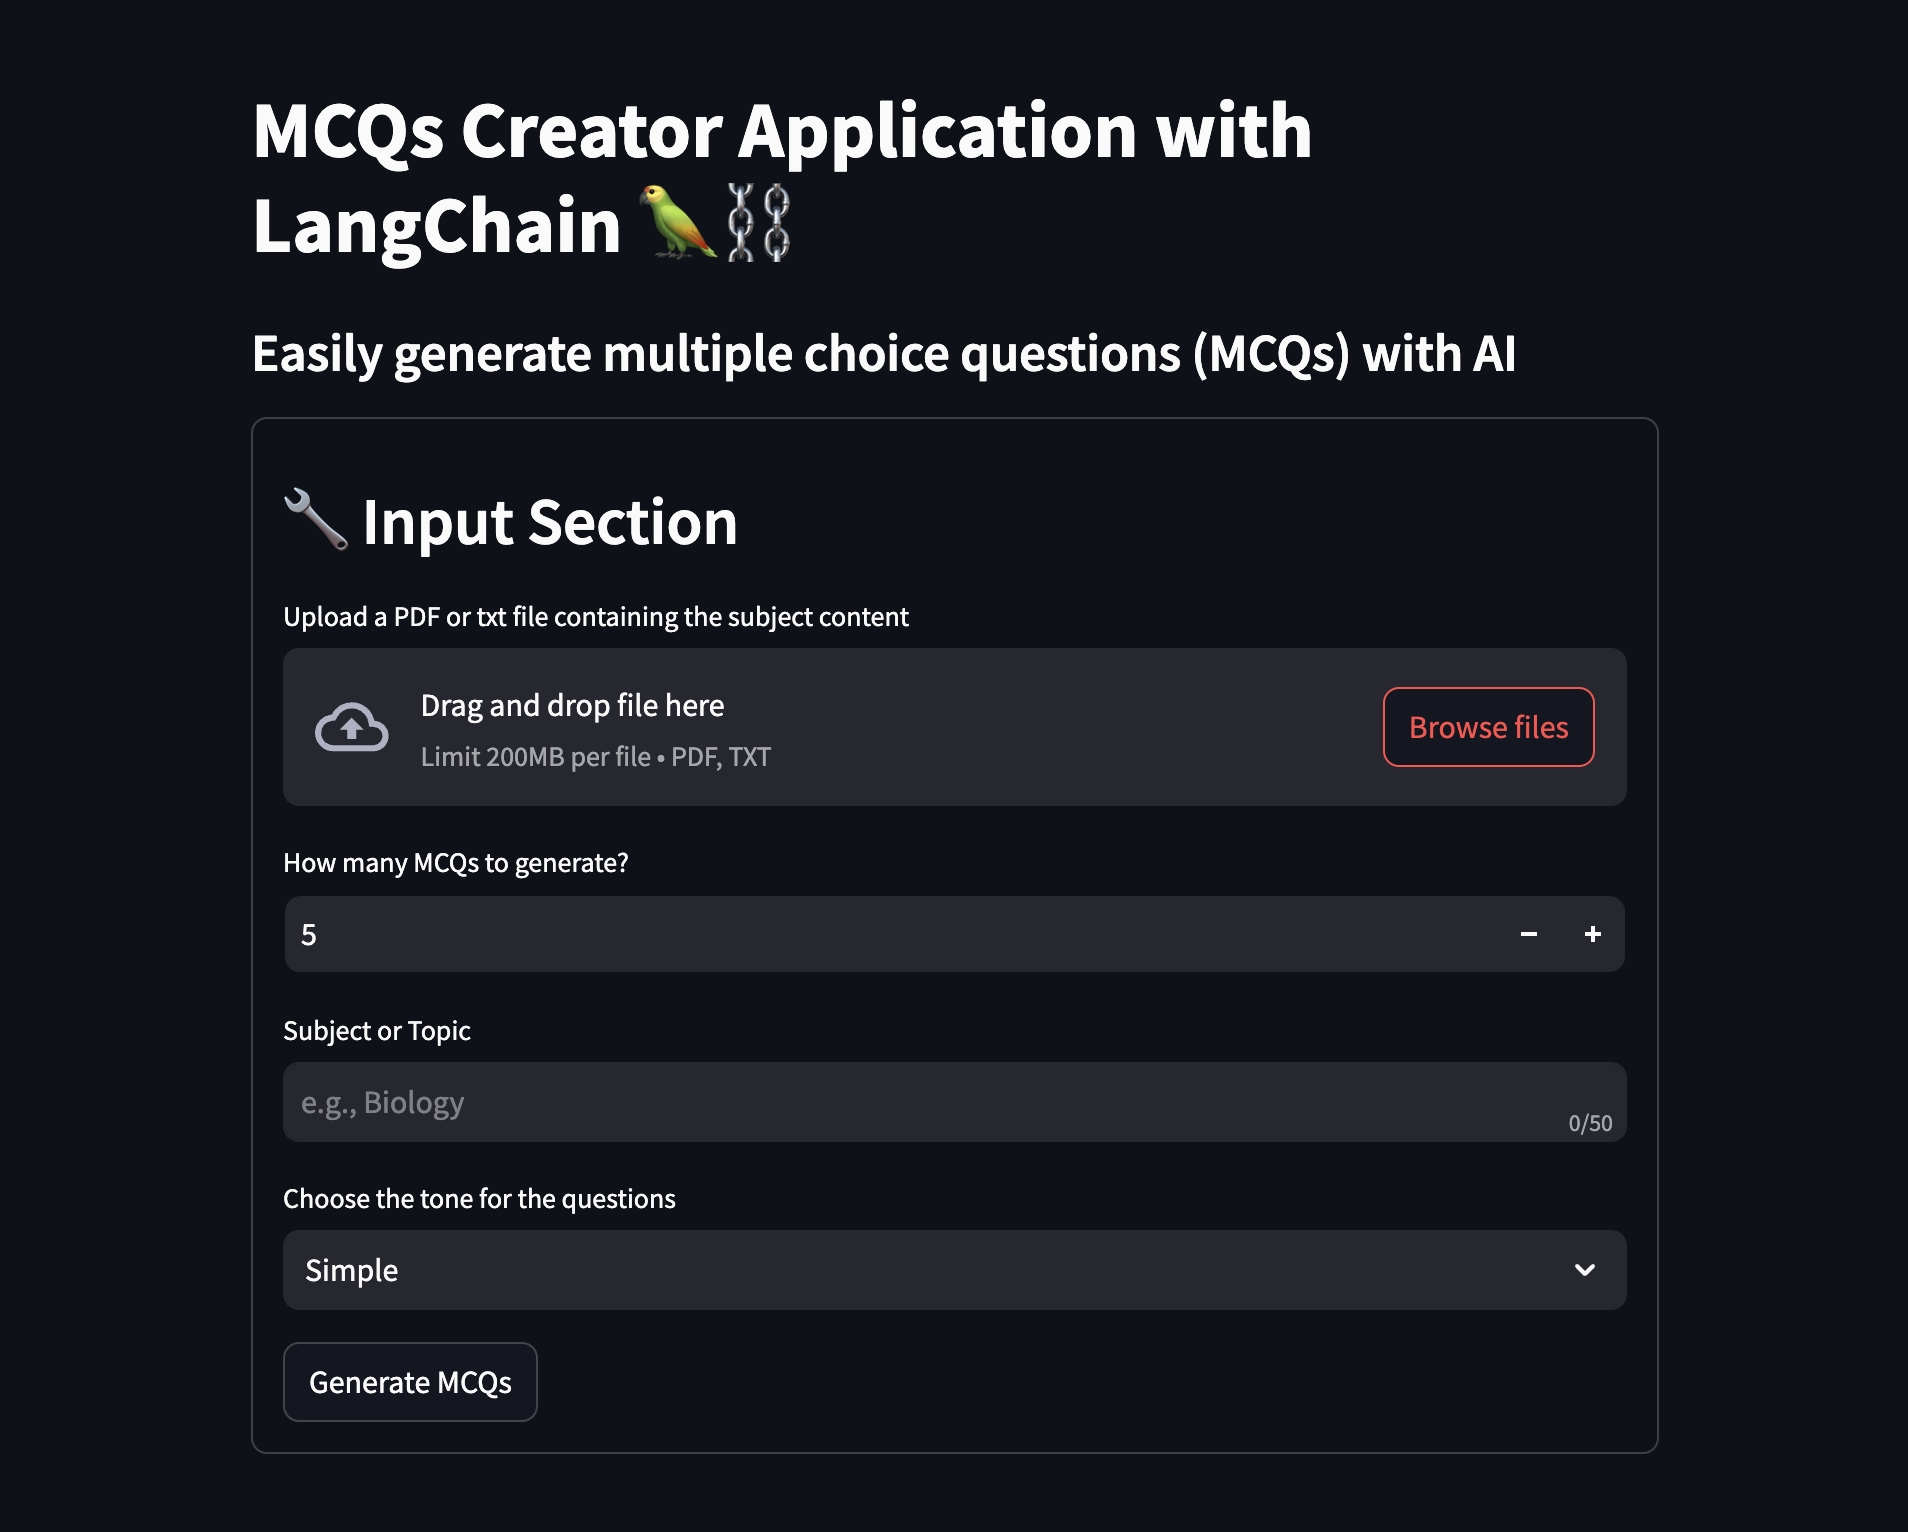 MCQs Creator Application with
LangChain 🦜⛓️
Easily generate multiple choice questions (MCQs) with AI
🔧 Input Section
Upload a PDF or txt file containing the subject content
Drag and drop file here
Limit 200MB per file • PDF, TXT
Browse files
How many MCQs to generate?
5
Subject or Topic
e.g., Biology
0/50
Choose the tone for the questions
Simple
Generate MCQs